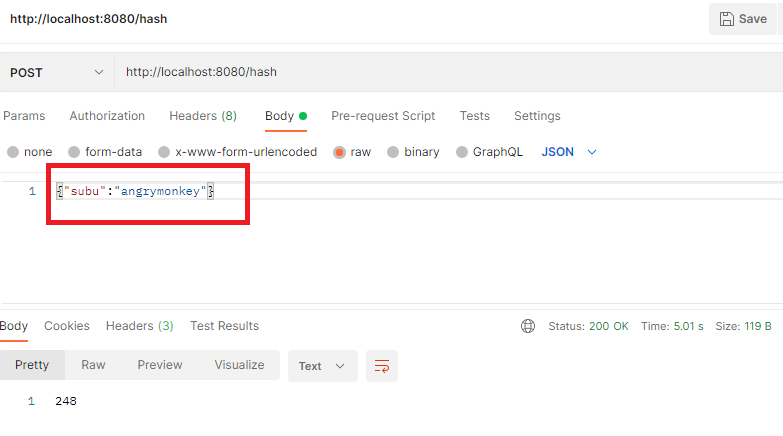 http://localhost:8080/hash
Save
POST http://localhost:8080/hash
Params Authorization Headers (8) Body Pre-request Script Tests Settings
none form-data x-www-form-urlencoded raw binary GraphQL JSON
1 {"subu":"angrymonkey"}
Body Cookies Headers (3) Test Results Status: 200 OK Time: 5.01 s Size: 119 B
Pretty Raw Preview Visualize Text
1 248